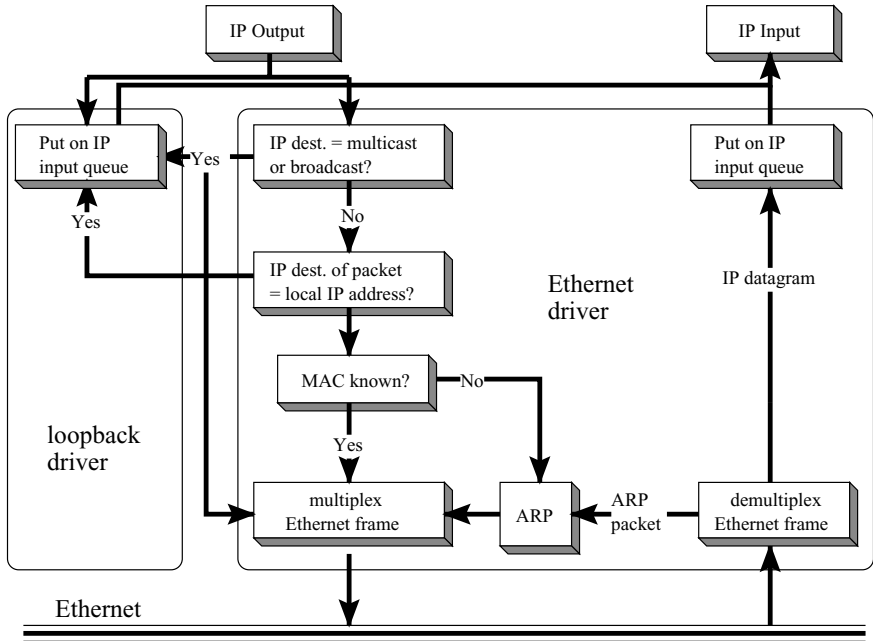 IP Output
IP Input
Put on IP
input queue
Yes
IP dest. = multicast
or broadcast?
Put on IP
input queue
Yes
No
IP dest. of packet
= local IP address?
Ethernet
driver
IP datagram
MAC known?
No
loopback
driver
Yes
multiplex
Ethernet frame
ARP
ARP
packet
demultiplex
Ethernet frame
Ethernet